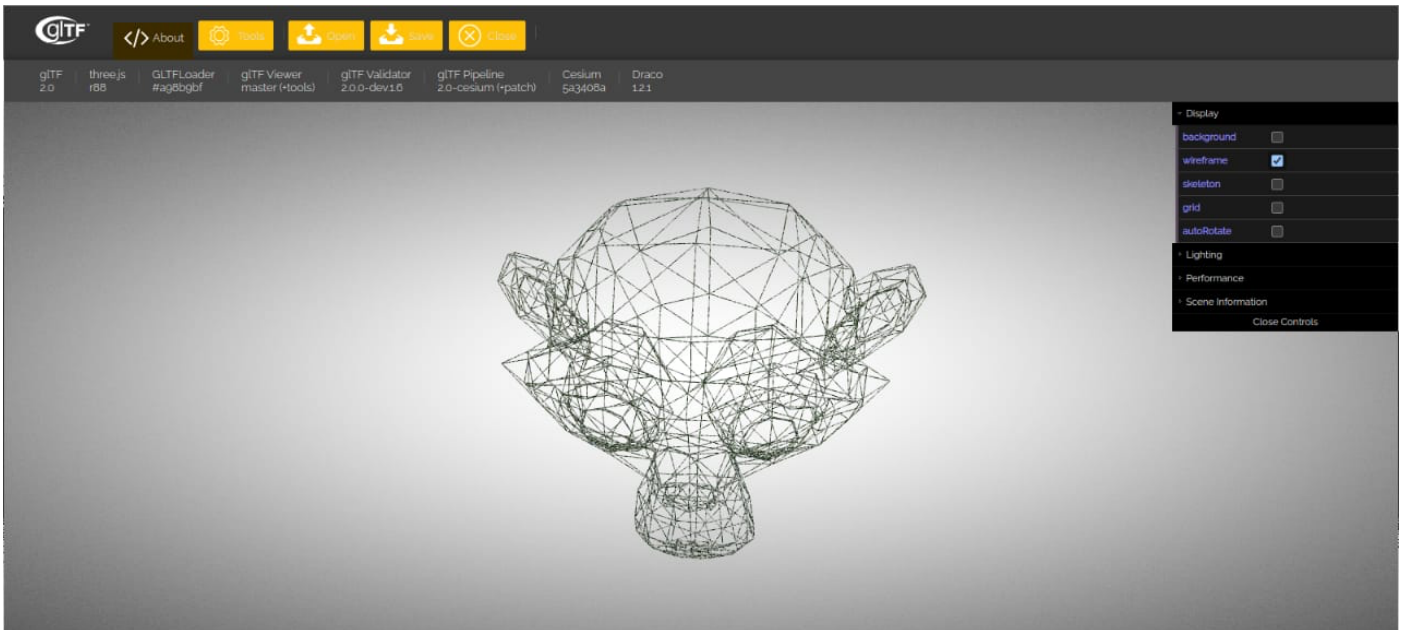 glTF
</> About
Tools
Open
Save
Close
glTF
2.0
three.js
r88
GLTFLoader
#ag8bgbf
glTF Viewer
master (+tools)
glTF Validator
2.0.0-dev.1.6
glTF Pipeline
2.0-cesium (+patch)
Cesium
5a3408a
Draco
1.2.1
Display
background
wireframe
skeleton
grid
autoRotate
Lighting
Performance
Scene Information
Close Controls